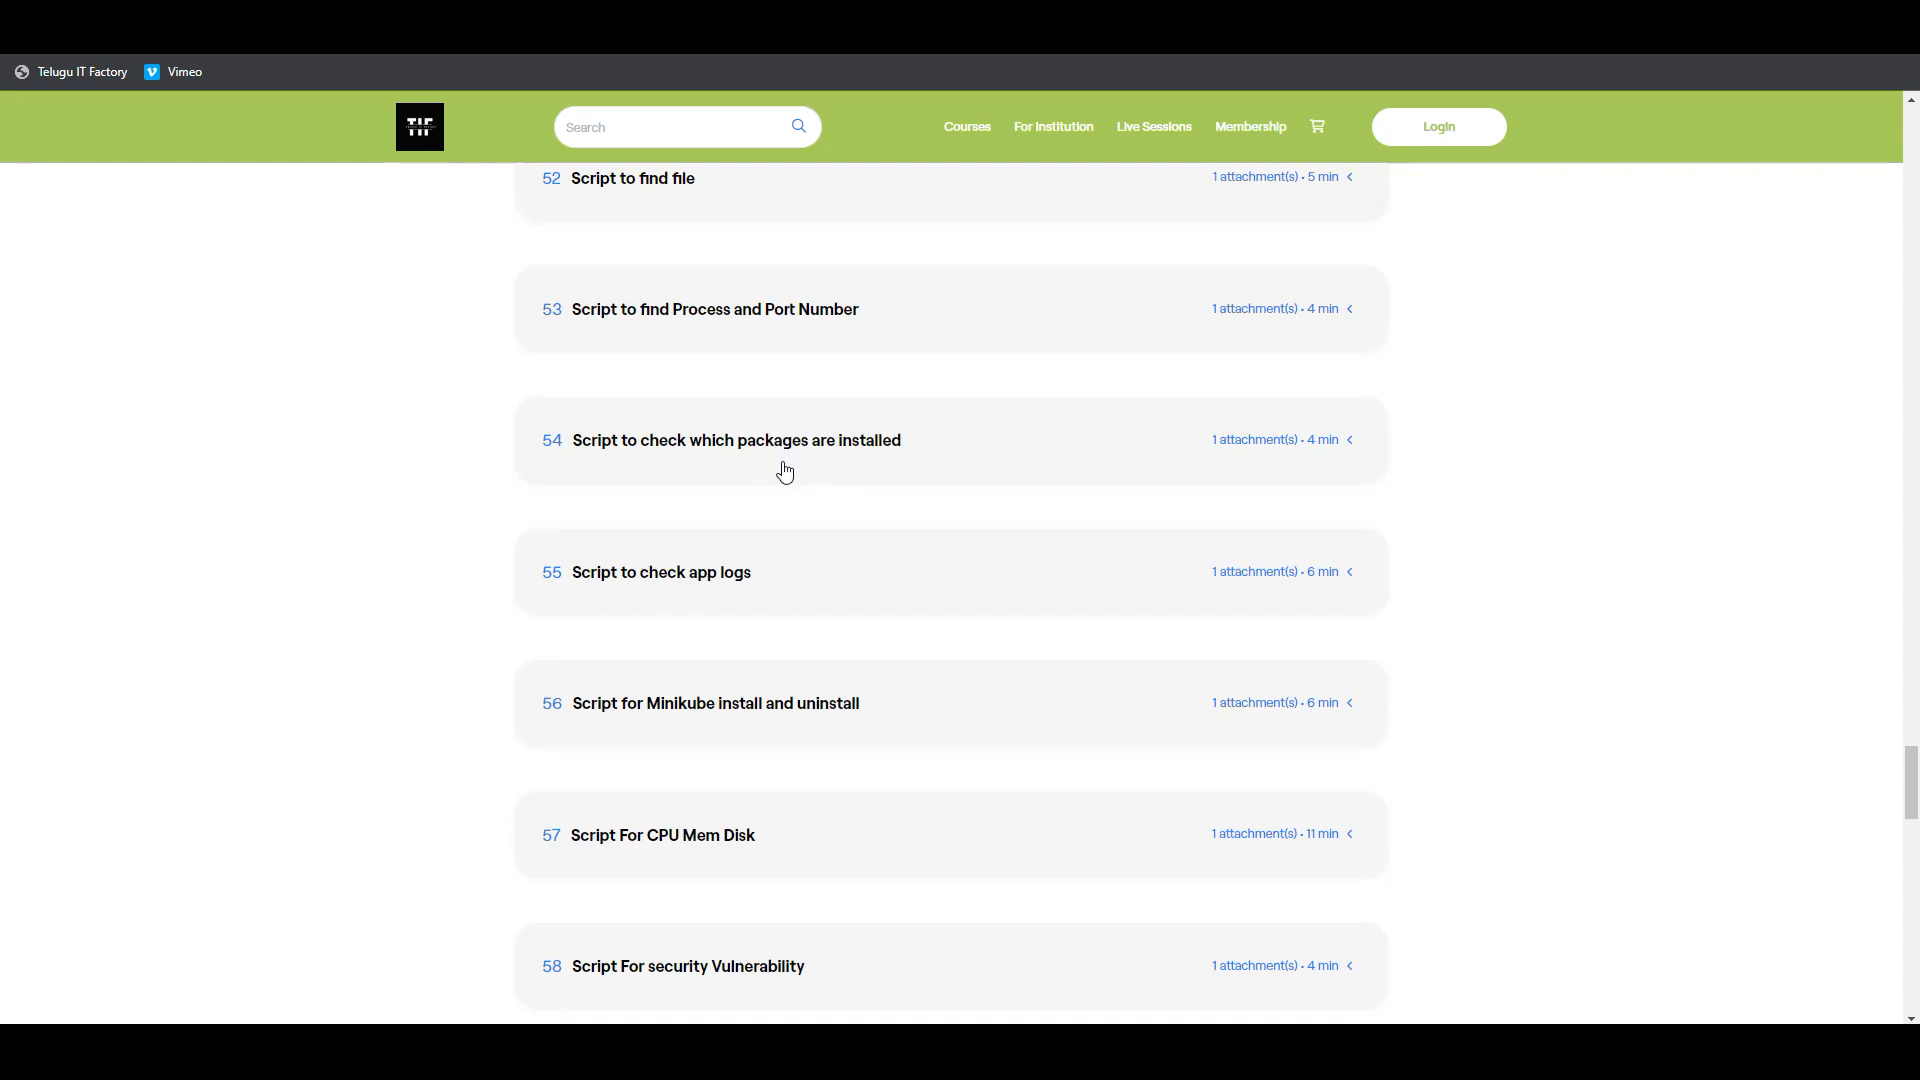 Telugu IT Factory
Vimeo
TIF
Search
Courses
For Institution
Live Sessions
Membership
Login
52 Script to find file
1 attachment(s) • 5 min
53 Script to find Process and Port Number
1 attachment(s) • 4 min
54 Script to check which packages are installed
1 attachment(s) • 4 min
55 Script to check app logs
1 attachment(s) • 6 min
56 Script for Minikube install and uninstall
1 attachment(s) • 6 min
57 Script For CPU Mem Disk
1 attachment(s) • 11 min
58 Script For security Vulnerability
1 attachment(s) • 4 min